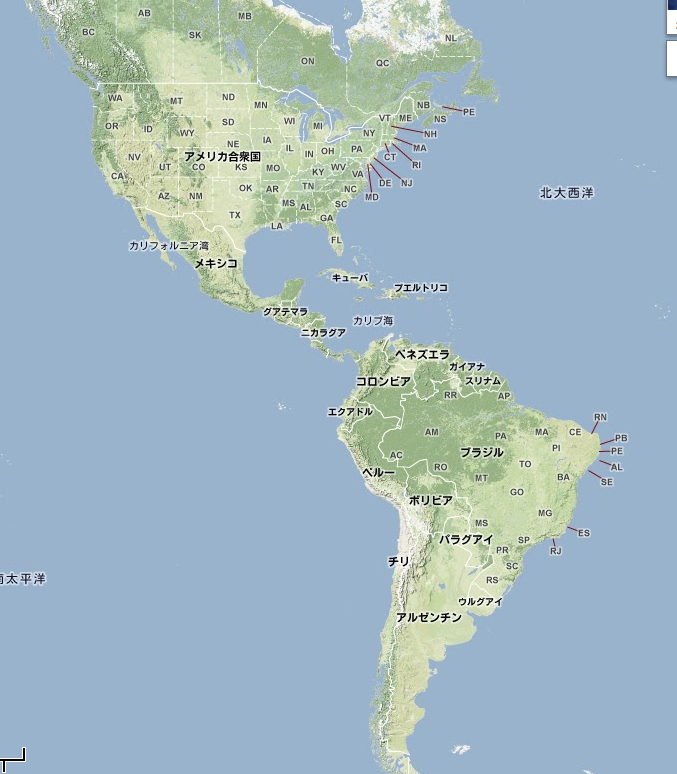 AB
MB
BC
SK
NL
ON
QC
WA
MT
ND
MN
NB
PE
OR
ID
SD
WI
MI
VT
ME
NS
WY
NY
NH
NE
IA
IL
IN
OH
PA
MA
アメリカ合衆国
NV
UT
CO
KS
MO
KY
WV
VA
CT
RI
CA
AZ
NM
OK
AR
TN
NC
DE
NJ
MD
TX
MS
AL
SC
GA
LA
FL
北大西洋
カリフォルニア湾
メキシコ
キューバ
プエルトリコ
グアテマラ
カリブ海
ニカラグア
ベネズエラ
ガイアナ
コロンビア
スリナム
RR
AP
エクアドル
RN
AM
PA
MA
CE
PB
PI
PE
AC
ブラジル
TO
AL
ペルー
RO
MT
BA
SE
GO
ボリビア
MG
MS
ES
パラグアイ
SP
RJ
PR
チリ
SC
南太平洋
RS
ウルグアイ
アルゼンチン